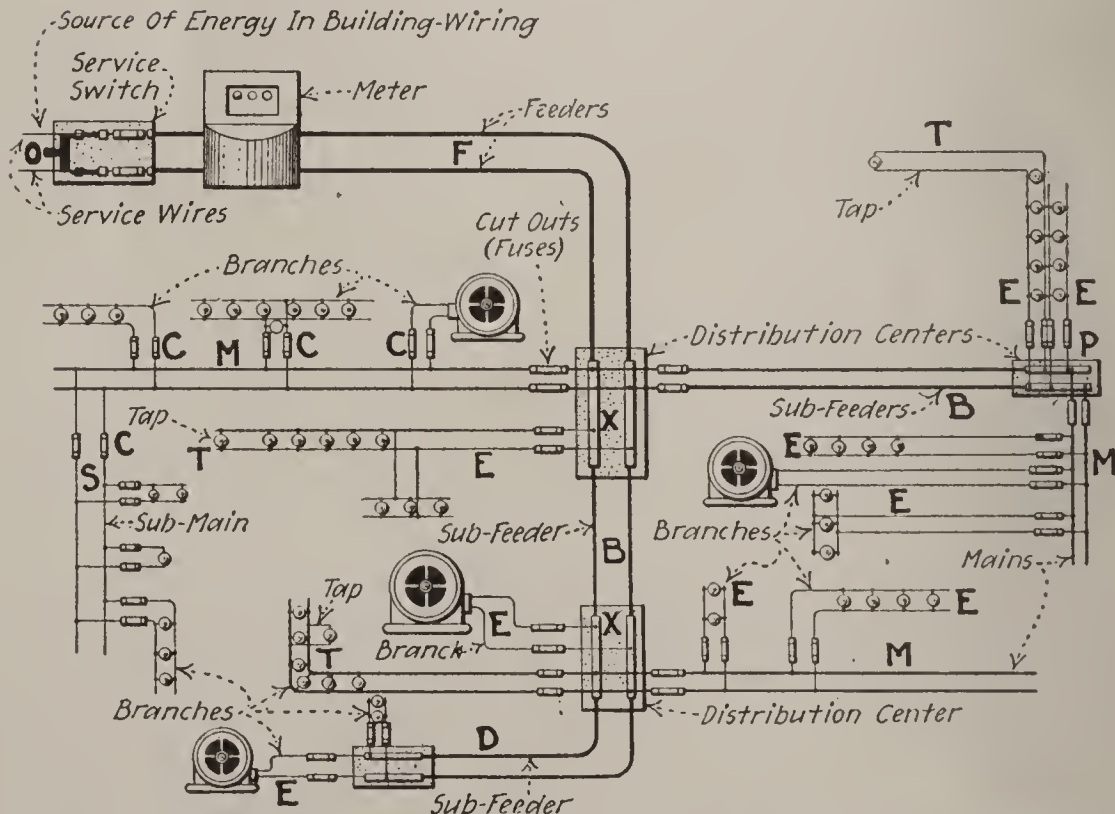 Source Of Energy In Building-Wiring
Service
Switch
Meter
Feeders
O
F
T
Service Wires
Tap
Cut Outs
(Fuses)
Branches
E
E
C
M
C
C
Distribution Centers
P
Sub-Feeders
B
Tap
X
T
E
E
M
C
S
E
Sub-Main
Sub-Feeder
B
Branches
Mains
Tap
E
E
X
E
Branch
T
M
Branches
Distribution Center
D
E
Sub-Feeder